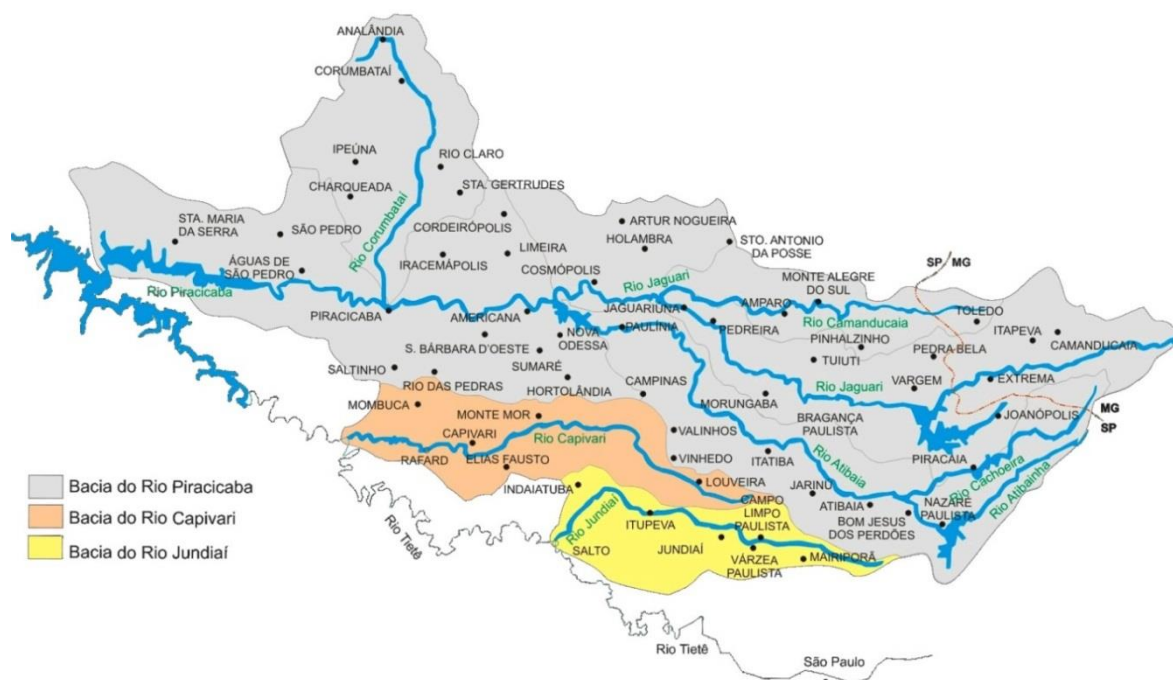 ANALÂNDIA
CORUMBATAÍ
IPEÚNA
RIO CLARO
CHARQUEADA
STA. GERTRUDES
Rio Corumbataí
STA. MARIA
DA SERRA
SÃO PEDRO
CORDEIRÓPOLIS
LIMEIRA
ARTUR NOGUEIRA
HOLAMBRA
STO. ANTONIO
DA POSSE
ÁGUAS DE
SÃO PEDRO
IRACEMÁPOLIS
COSMÓPOLIS
Rio Jaguari
MONTE ALEGRE
DO SUL
SP
MG
Rio Piracicaba
PIRACICABA
AMERICANA
JAGUARIUNA
AMPARO
TOLEDO
PAULÍNIA
PEDREIRA
Rio Camanducaia
ITAPEVA
NOVA
ODESSA
PINHALZINHO
CAMANDUCAIA
S. BÁRBARA D'OESTE
TUIUTI
PEDRA BELA
SALTINHO
SUMARÉ
RIO DAS PEDRAS
HORTOLÂNDIA
CAMPINAS
Rio Jaguari
VARGEM
EXTREMA
MOMBUCA
MONTE MOR
MORUNGABA
BRAGANÇA
PAULISTA
JOANÓPOLIS
MG
SP
CAPIVARI
Rio Capivari
VALINHOS
RAFARD
ELIAS FAUSTO
VINHEDO
ITATIBA
Rio Atibaia
PIRACAIA
Rio Cachoeira
Rio Atibainha
INDAIATUBA
LOUVEIRA
JARINU
CAMPO
LIMPO
PAULISTA
ATIBAIA
NAZARÉ
PAULISTA
BOM JESUS
DOS PERDÕES
Rio Jundiaí
ITUPEVA
SALTO
JUNDIAÍ
VÁRZEA
PAULISTA
MAIRIPORÃ
Bacia do Rio Piracicaba
Bacia do Rio Capivari
Bacia do Rio Jundiaí
Rio Tietê
Rio Tietê
São Paulo